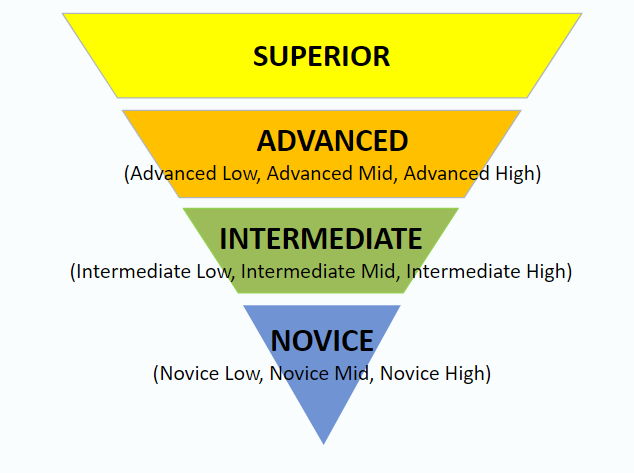 SUPERIOR
ADVANCED
(Advanced Low, Advanced Mid, Advanced High)
INTERMEDIATE
(Intermediate Low, Intermediate Mid, Intermediate High)
NOVICE
(Novice Low, Novice Mid, Novice High)